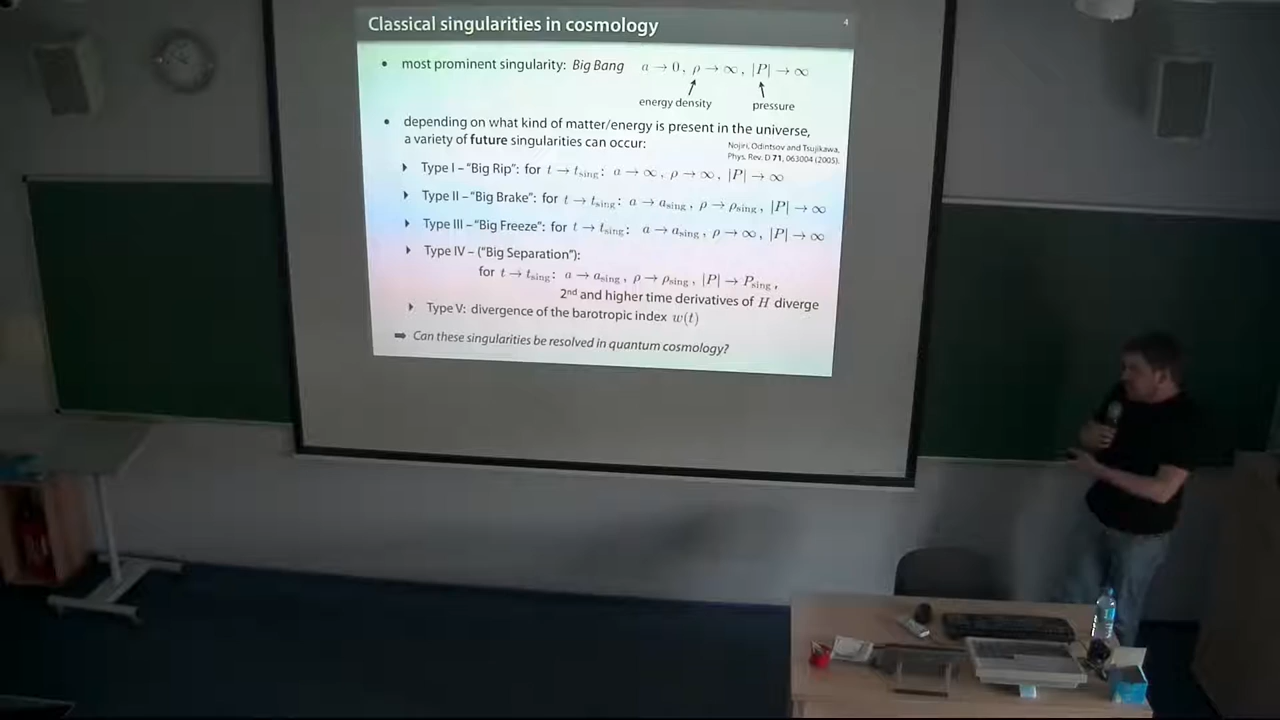 Classical singularities in cosmology
4
• most prominent singularity: Big Bang a → 0, ρ → ∞, |P| → ∞
energy density pressure
• depending on what kind of matter/energy is present in the universe,
a variety of future singularities can occur:
Nojiri, Odintsov and Tsujikawa,
Phys. Rev. D 71, 063004 (2005).
Type I – “Big Rip”: for t → t_sing: a → ∞, ρ → ∞, |P| → ∞
Type II – “Big Brake”: for t → t_sing: a → a_sing, ρ → ρ_sing, |P| → ∞
Type III – “Big Freeze”: for t → t_sing: a → a_sing, ρ → ∞, |P| → ∞
Type IV – (“Big Separation”):
for t → t_sing: a → a_sing, ρ → ρ_sing, |P| → P_sing,
2nd and higher time derivatives of H diverge
Type V: divergence of the barotropic index w(t)
➡ Can these singularities be resolved in quantum cosmology?